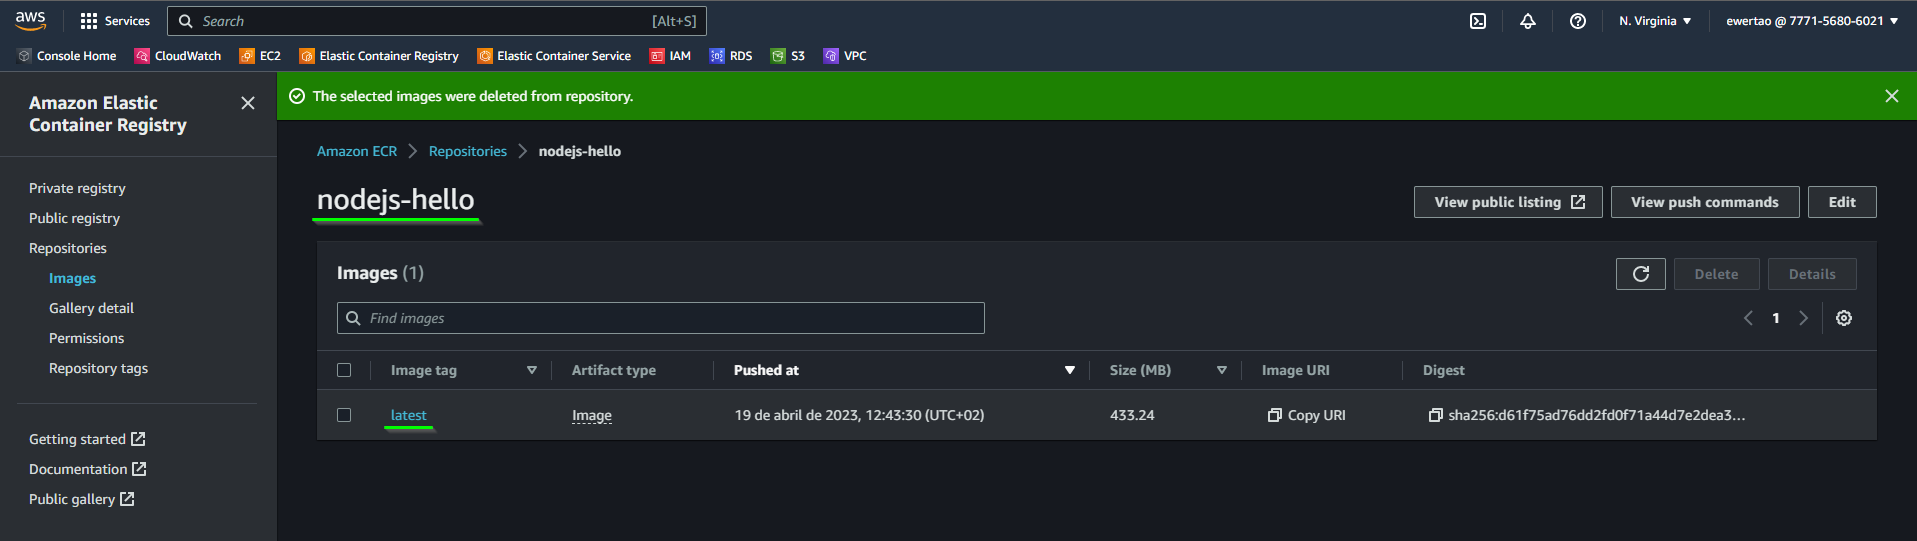 aws Services Search [Alt+S] N. Virginia ewertao @ 7771-5680-6021
Console Home CloudWatch EC2 Elastic Container Registry Elastic Container Service IAM RDS S3 VPC
Amazon Elastic
Container Registry
Private registry
Public registry
Repositories
Images
Gallery detail
Permissions
Repository tags
Getting started
Documentation
Public gallery
The selected images were deleted from repository.
Amazon ECR Repositories nodejs-hello
nodejs-hello
View public listing View push commands Edit
Images (1)
Delete Details
Find images
1
Image tag Artifact type Pushed at Size (MB) Image URI Digest
latest Image 19 de abril de 2023, 12:43:30 (UTC+02) 433.24 Copy URI sha256:d61f75ad76dd2fd0f71a44d7e2dea3...